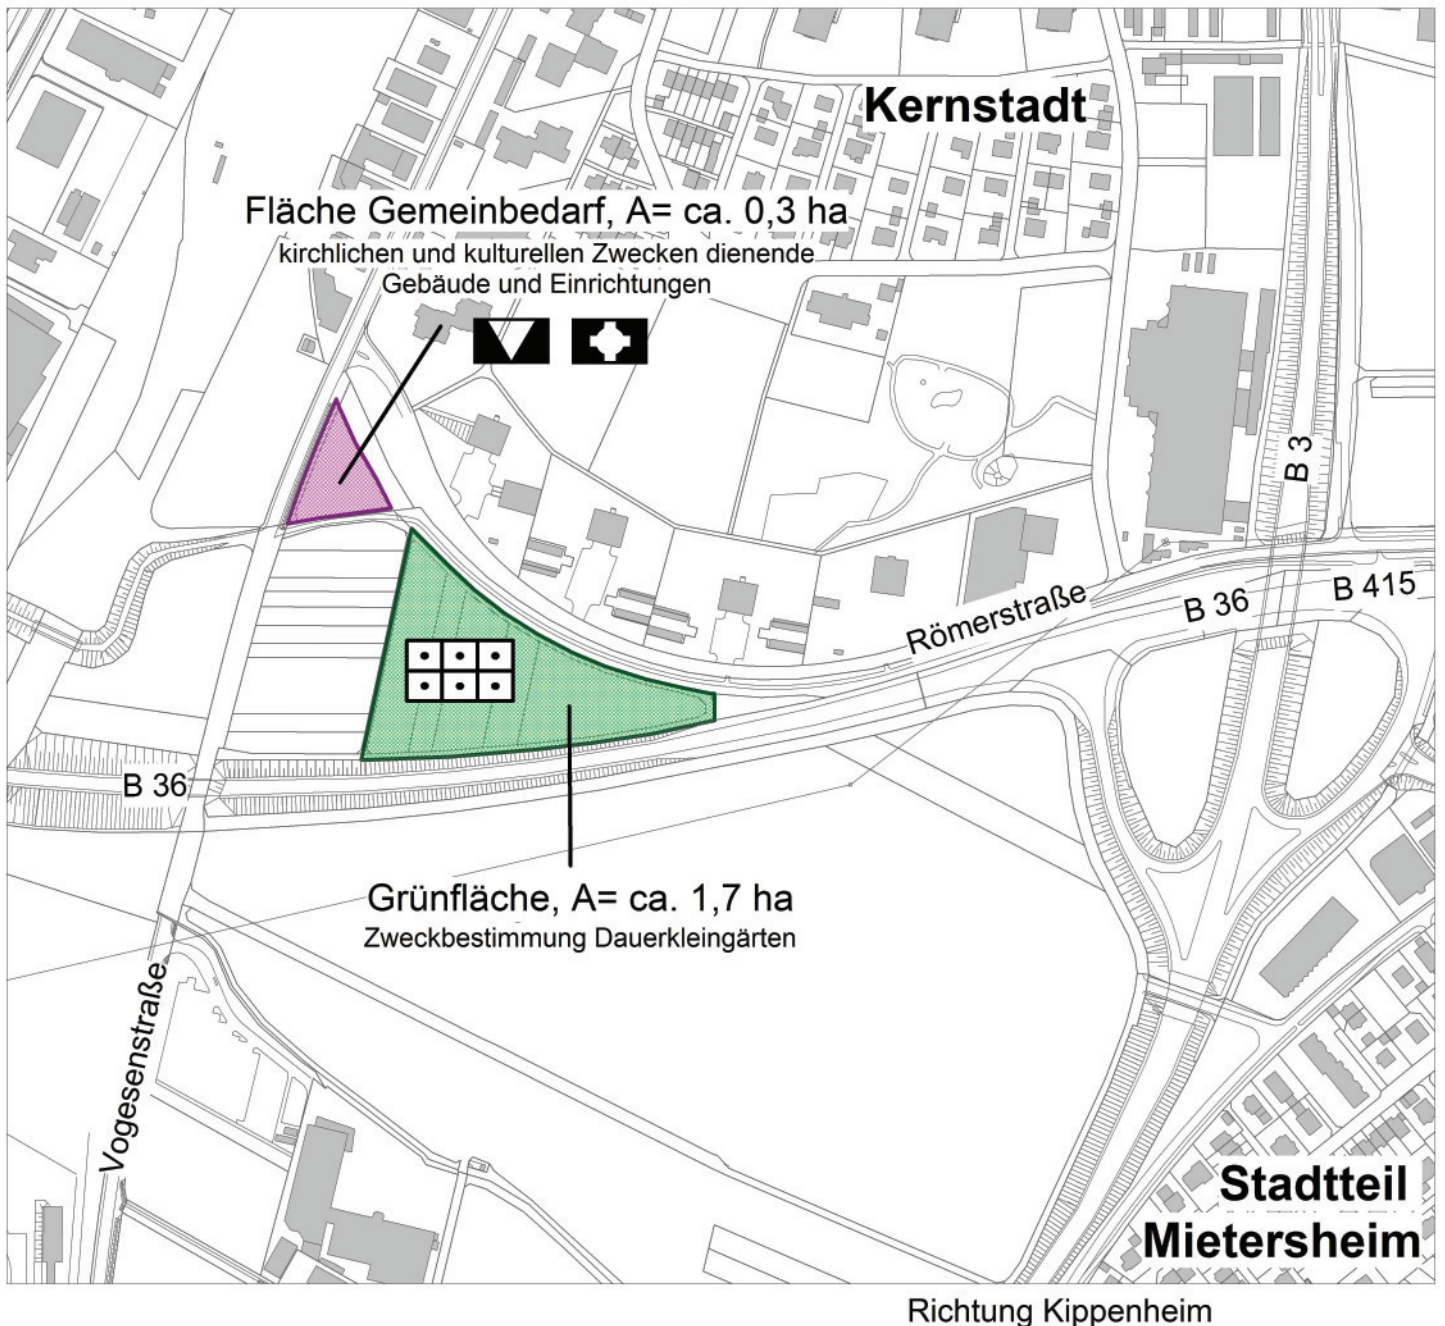 Kernstadt
Fläche Gemeinbedarf, A= ca. 0,3 ha
kirchlichen und kulturellen Zwecken dienende
Gebäude und Einrichtungen
B 3
Römerstraße
B 36
B 415
B 36
Grünfläche, A= ca. 1,7 ha
Zweckbestimmung Dauerkleingärten
Vogesenstraße
Stadtteil
Mietersheim
Richtung Kippenheim